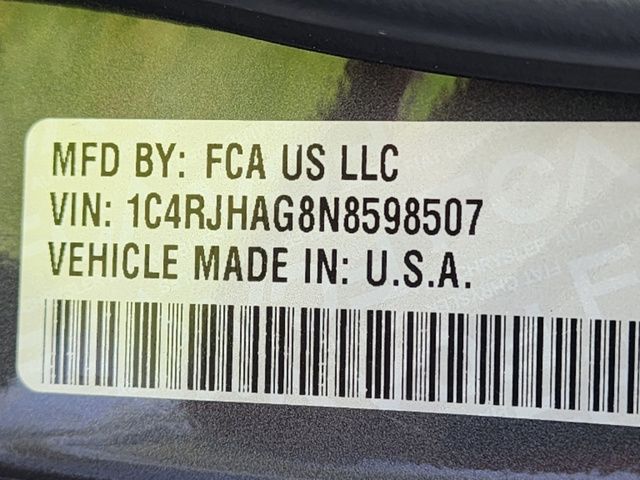 MFD BY: FCA US LLC
VIN: 1C4RJHAG8N8598507
VEHICLE MADE IN: U.S.A.